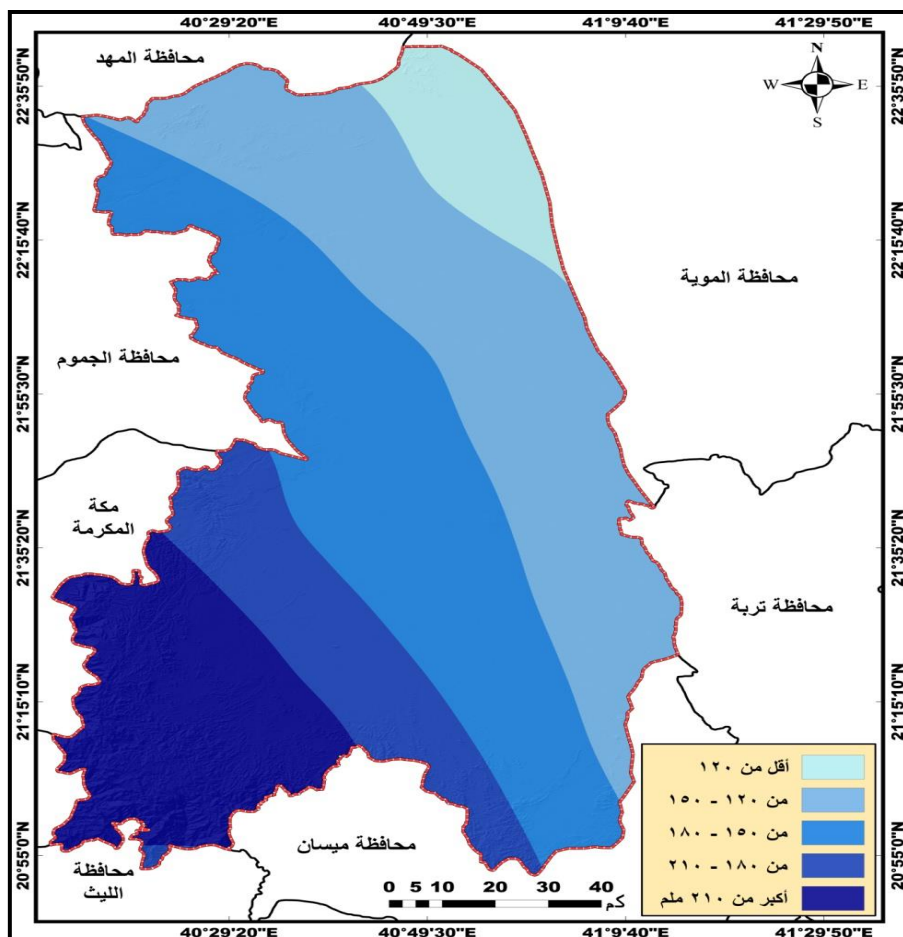 40°29'20"E
40°49'30"E
41°9'40"E
41°29'50"E
محافظة المهد
N
W
E
S
22°35'50"N
22°35'50"N
22°15'40"N
22°15'40"N
محافظة الموية
محافظة الجموم
21°55'30"N
21°55'30"N
مكة
المكرمة
21°35'20"N
21°35'20"N
محافظة تربة
21°15'10"N
21°15'10"N
أقل من ١٢٠
من ١٢٠ - ١٥٠
من ١٥٠ - ١٨٠
من ١٨٠ - ٢١٠
أكبر من ٢١٠ ملم
محافظة ميسان
20°55'0"N
20°55'0"N
محافظة
الليث
0 5 10 20 30 40
كم
40°29'20"E
40°49'30"E
41°9'40"E
41°29'50"E